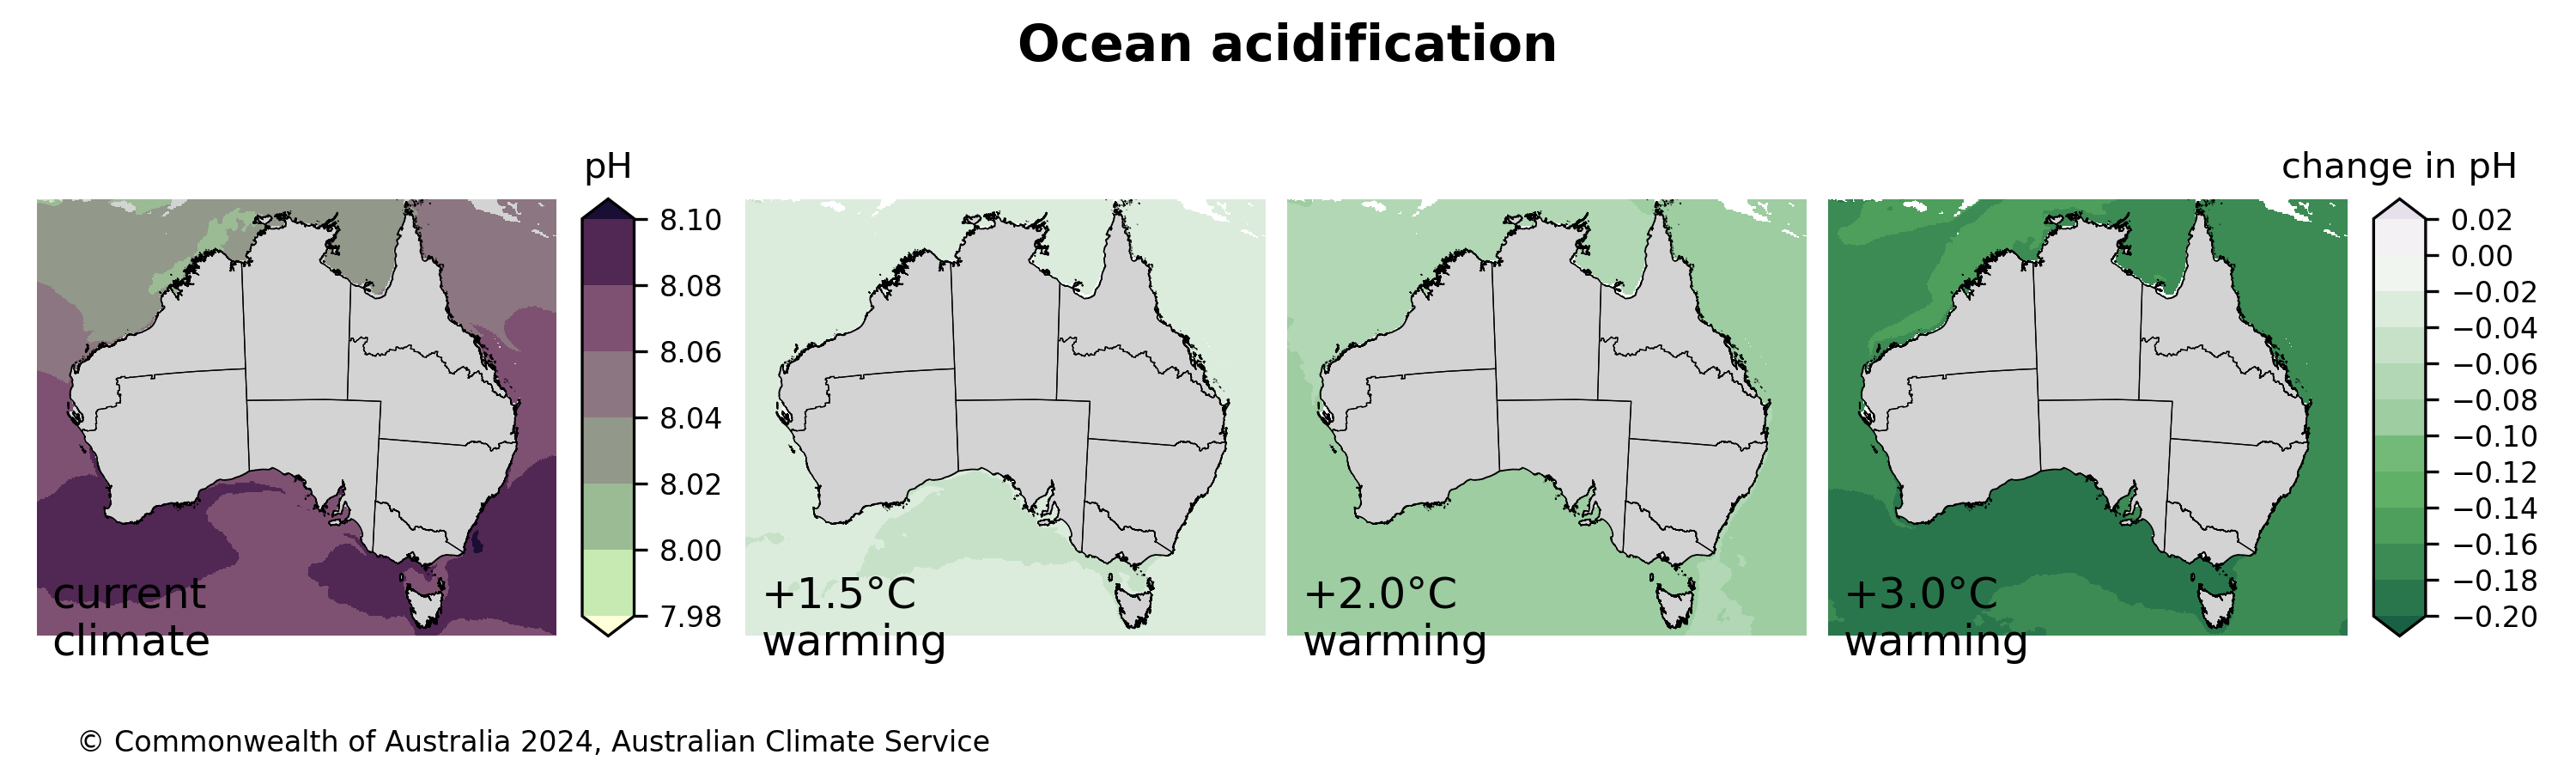 Ocean acidification
pH
change in pH
8.10
8.08
8.06
8.04
8.02
8.00
7.98
0.02
0.00
−0.02
−0.04
−0.06
−0.08
−0.10
−0.12
−0.14
−0.16
−0.18
−0.20
current
climate
+1.5°C
warming
+2.0°C
warming
+3.0°C
warming
© Commonwealth of Australia 2024, Australian Climate Service